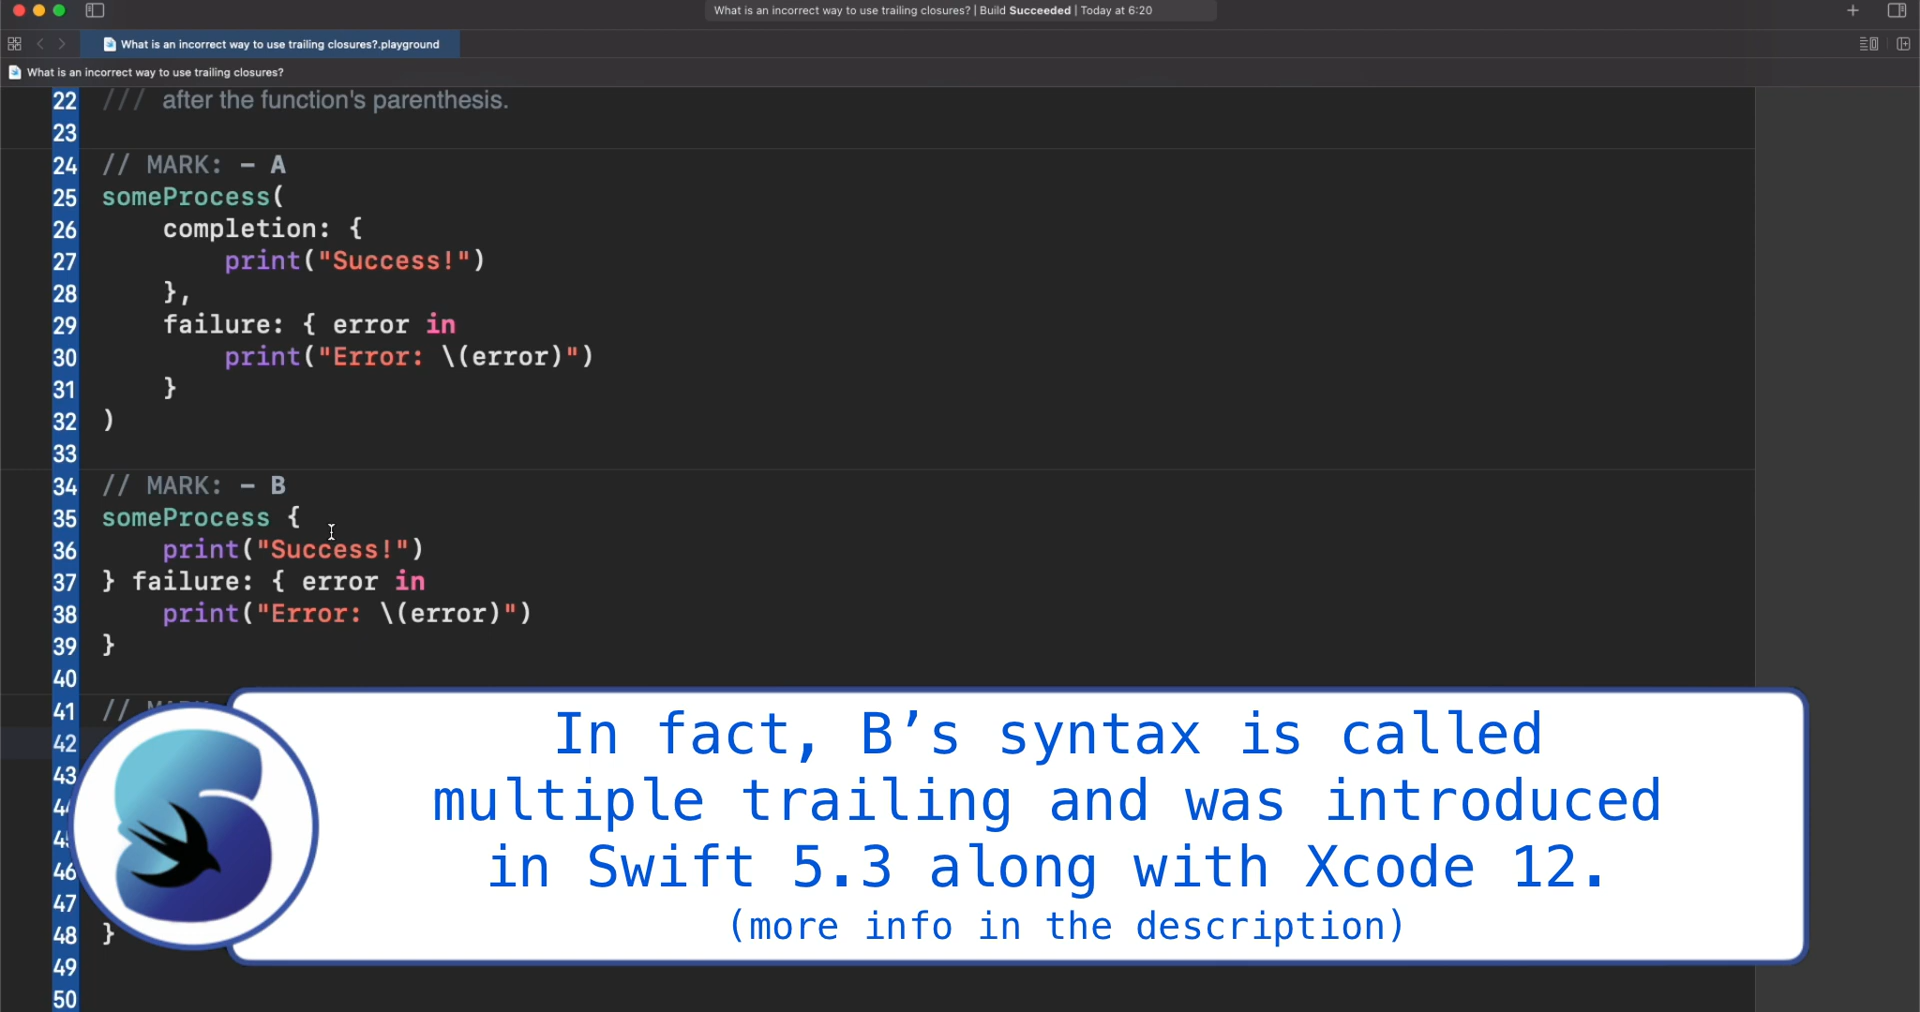 What is an incorrect way to use trailing closures? | Build Succeeded | Today at 6:20
What is an incorrect way to use trailing closures?.playground
What is an incorrect way to use trailing closures?
22 /// after the function's parenthesis.
23
24 // MARK: - A
25 someProcess(
26     completion: {
27         print("Success!")
28     },
29     failure: { error in
30         print("Error: \(error)")
31     }
32 )
33
34 // MARK: - B
35 someProcess {
36     print("Success!")
37 } failure: { error in
38     print("Error: \(error)")
39 }
40
41 //
42
43
46
47
48 }
49
50
In fact, B’s syntax is called
multiple trailing and was introduced
in Swift 5.3 along with Xcode 12.
(more info in the description)